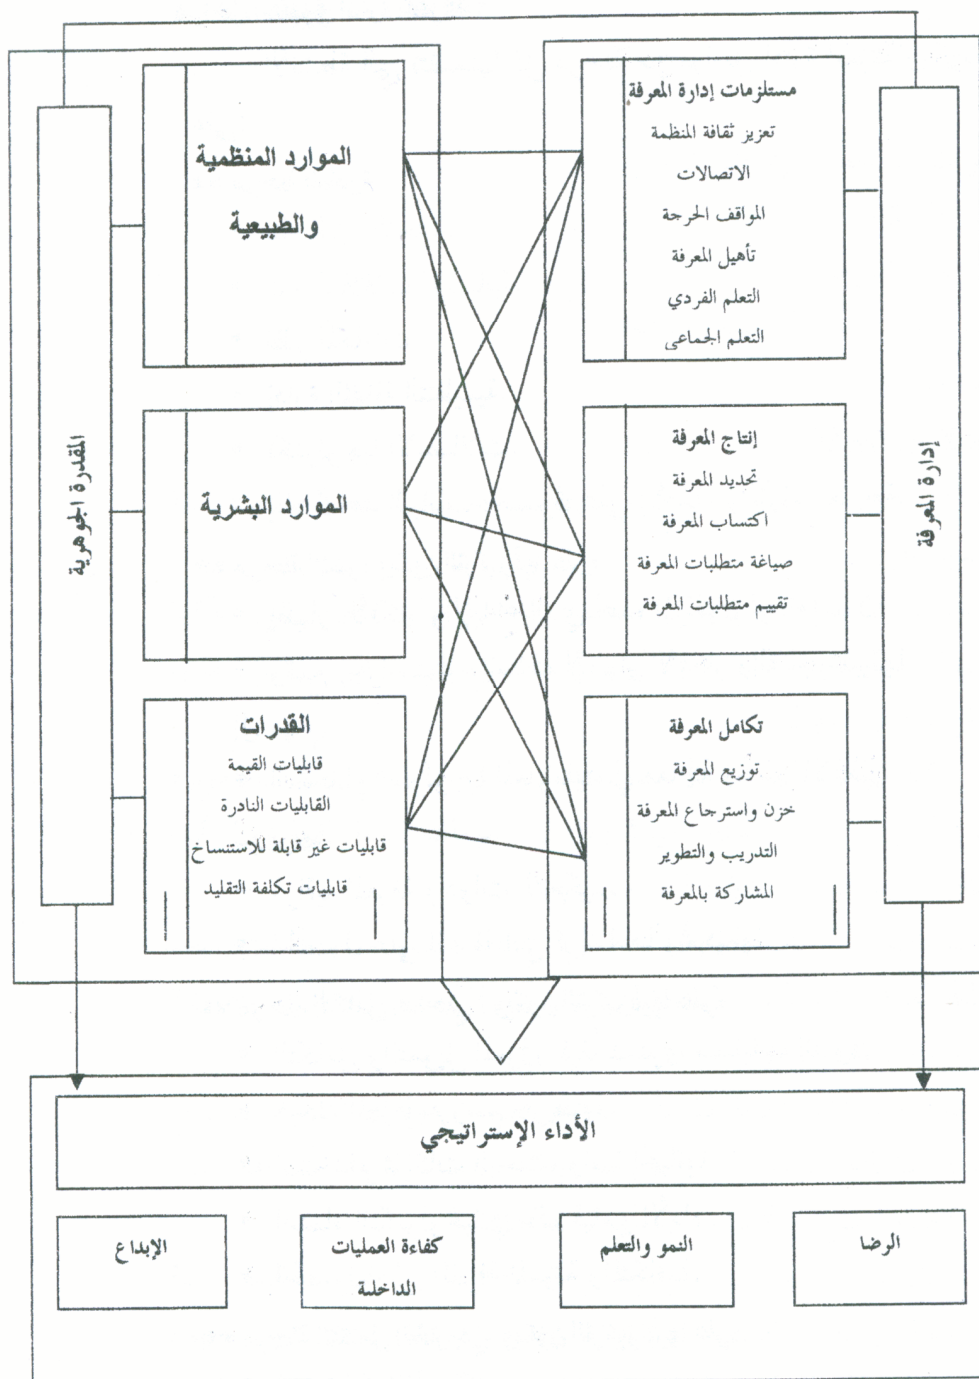 إدارة المعرفة
مستلزمات إدارة المعرفة
تعزيز ثقافة المنظمة
الاتصالات
المواقف الحرجة
تأهيل المعرفة
التعلم الفردي
التعلم الجماعي
إنتاج المعرفة
تحديد المعرفة
اكتساب المعرفة
صياغة متطلبات المعرفة
تقييم متطلبات المعرفة
تكامل المعرفة
توزيع المعرفة
خزن واسترجاع المعرفة
التدريب والتطوير
المشاركة بالمعرفة
الموارد المنظمية
والطبيعية
الموارد البشرية
القدرات
قابليات القيمة
القابليات النادرة
قابليات غير قابلة للاستنساخ
قابليات تكلفة التقليد
المقدرة الجوهرية
الأداء الإستراتيجي
الرضا
النمو والتعلم
كفاءة العمليات
الداخلية
الإبداع